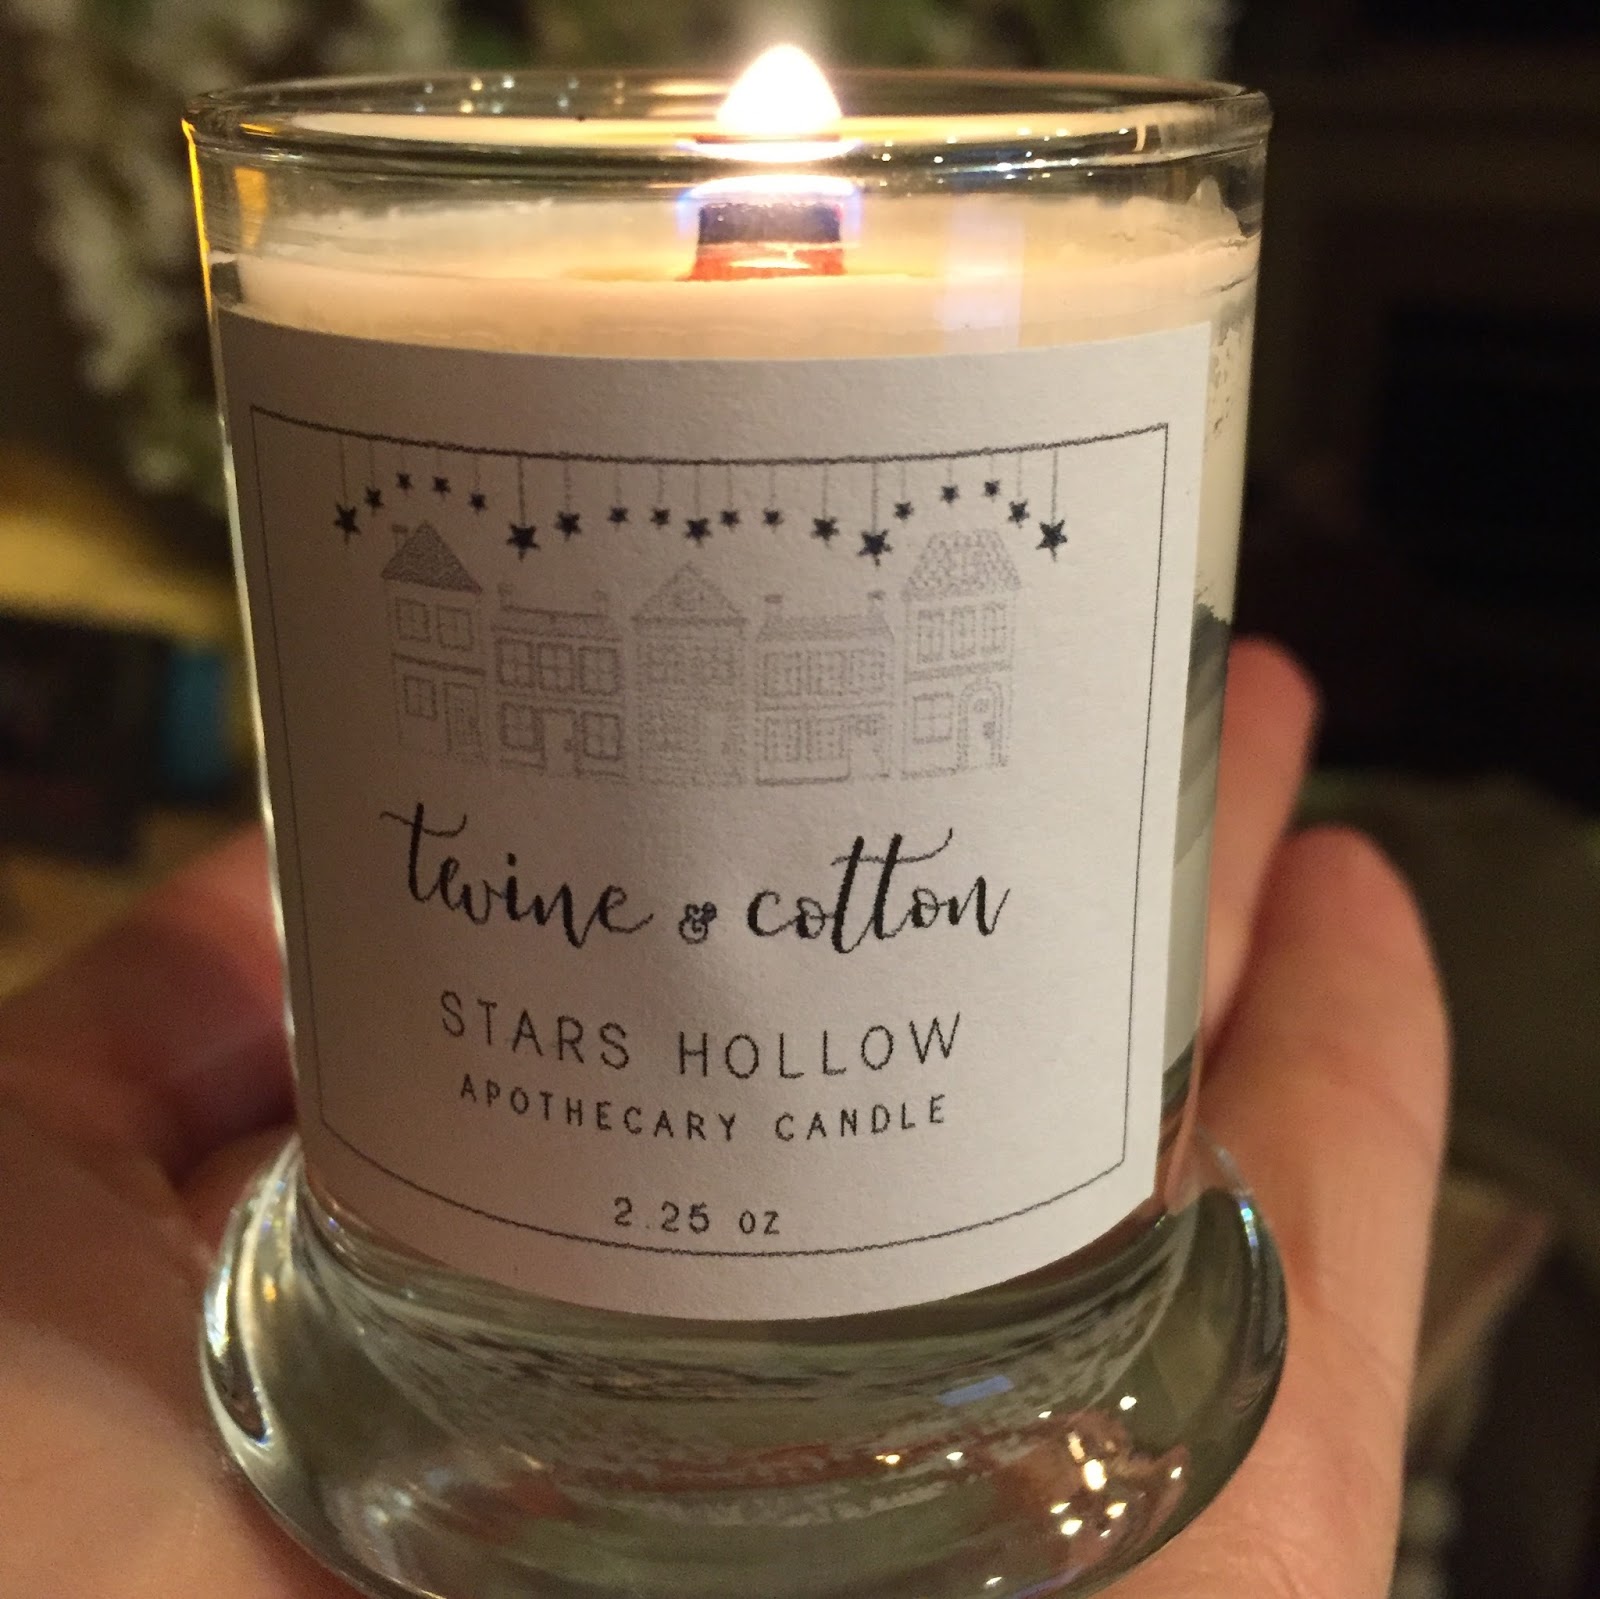 twine & cotton
STARS HOLLOW
APOTHECARY CANDLE
2.25 oz